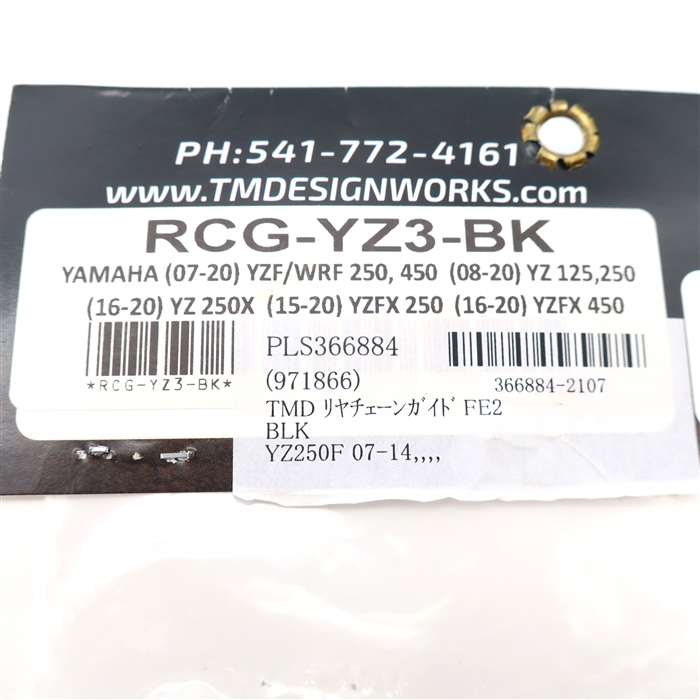 PH:541-772-4161
www.TMDESIGNWORKS.com
RCG-YZ3-BK
YAMAHA (07-20) YZF/WRF 250, 450 (08-20) YZ 125,250
(16-20) YZ 250X (15-20) YZFX 250 (16-20) YZFX 450
*RCG-YZ3-BK*
PLS366884
(971866)
366884-2107
TMD ﾘﾔﾁｪｰﾝｶﾞｲﾄﾞ FE2
BLK
YZ250F 07-14,,,,